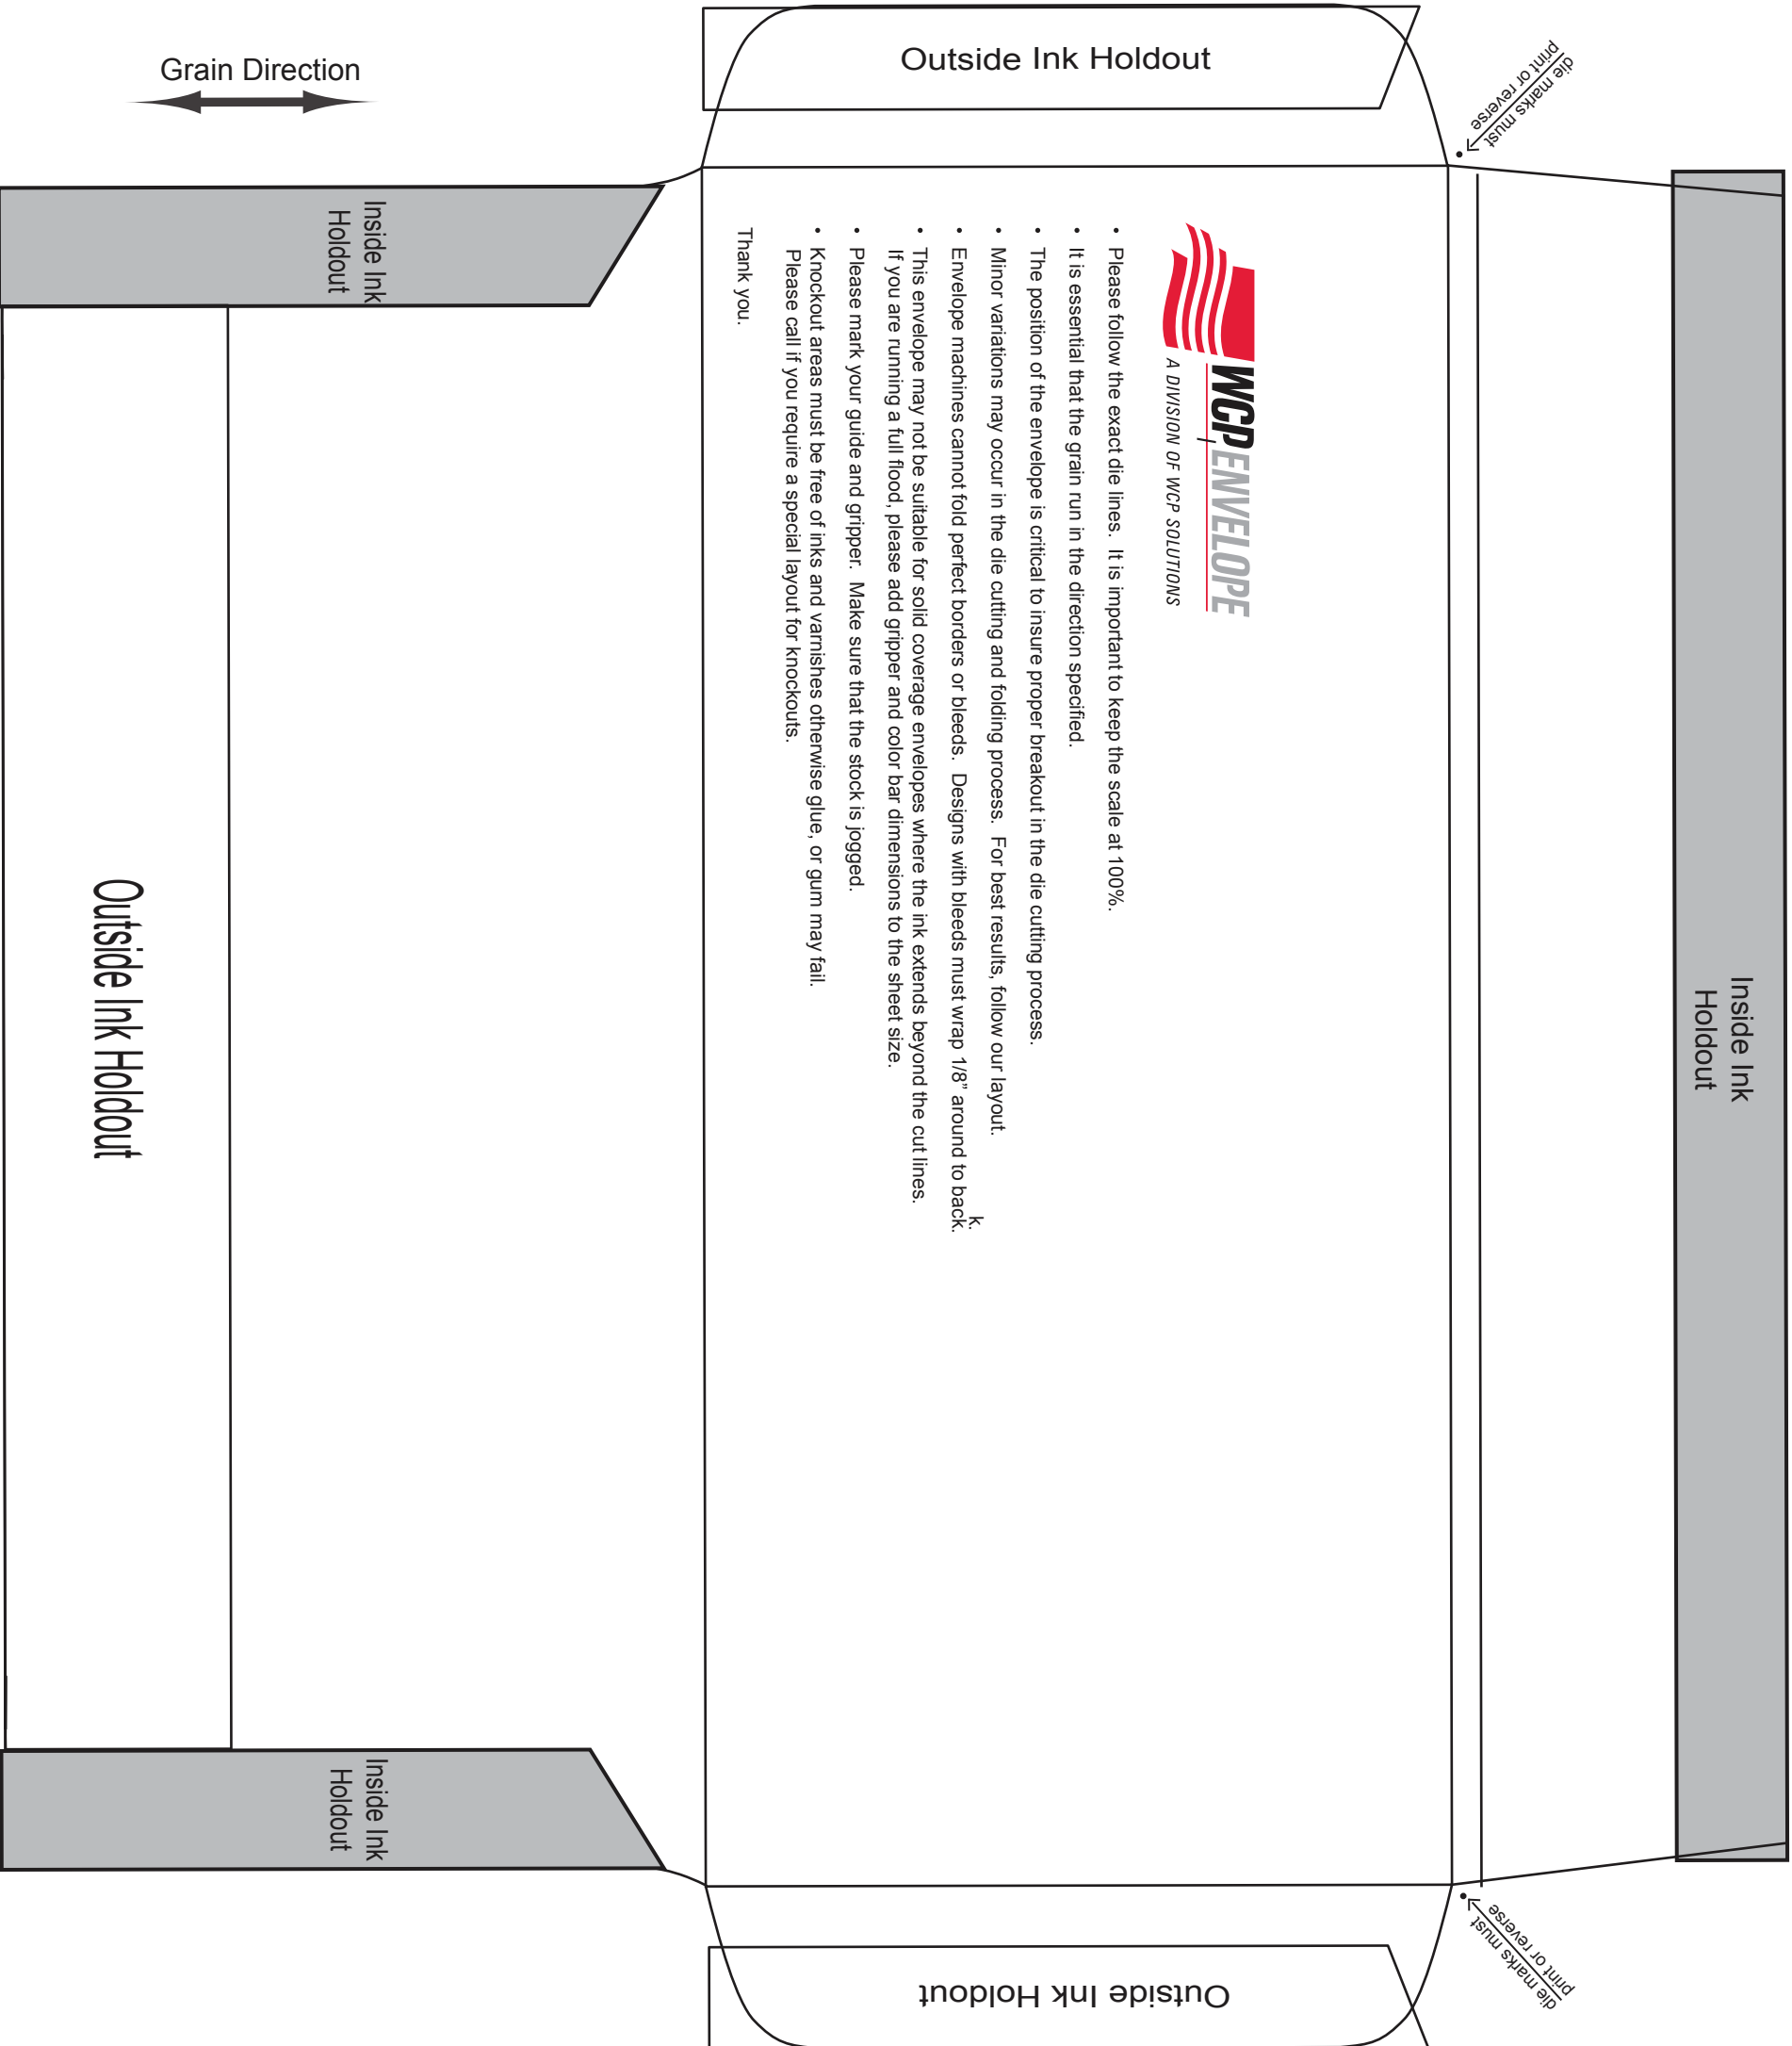 Grain Direction
Outside Ink Holdout
die marks must
print or reverse
Inside Ink
Holdout
WCP ENVELOPE
A DIVISION OF WCP SOLUTIONS
• Please follow the exact die lines.  It is important to keep the scale at 100%.
• It is essential that the grain run in the direction specified.
• The position of the envelope is critical to insure proper breakout in the die cutting process.
• Minor variations may occur in the die cutting and folding process.  For best results, follow our layout.
k.
• Envelope machines cannot fold perfect borders or bleeds.  Designs with bleeds must wrap 1/8” around to back.
• This envelope may not be suitable for solid coverage envelopes where the ink extends beyond the cut lines.
If you are running a full flood, please add gripper and color bar dimensions to the sheet size.
• Please mark your guide and gripper.  Make sure that the stock is jogged.
• Knockout areas must be free of inks and varnishes otherwise glue, or gum may fail.
Please call if you require a special layout for knockouts.
Thank you.
Inside Ink
Holdout
Outside Ink Holdout
Inside Ink
Holdout
die marks must
print or reverse
Outside Ink Holdout